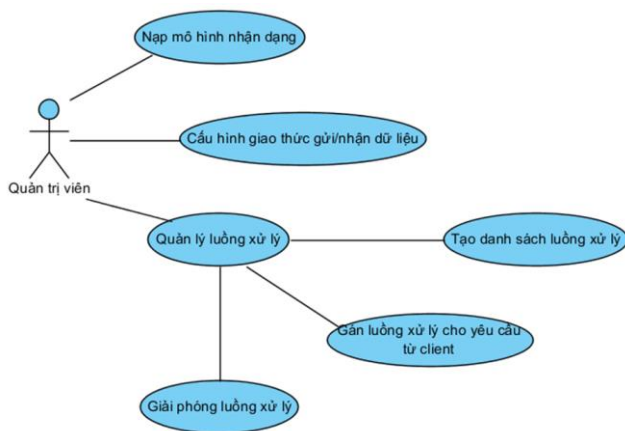 Nạp mô hình nhận dạng
Cấu hình giao thức gửi/nhận dữ liệu
Quản trị viên
Quản lý luồng xử lý
Tạo danh sách luồng xử lý
Gán luồng xử lý cho yêu cầu
từ client
Giải phóng luồng xử lý